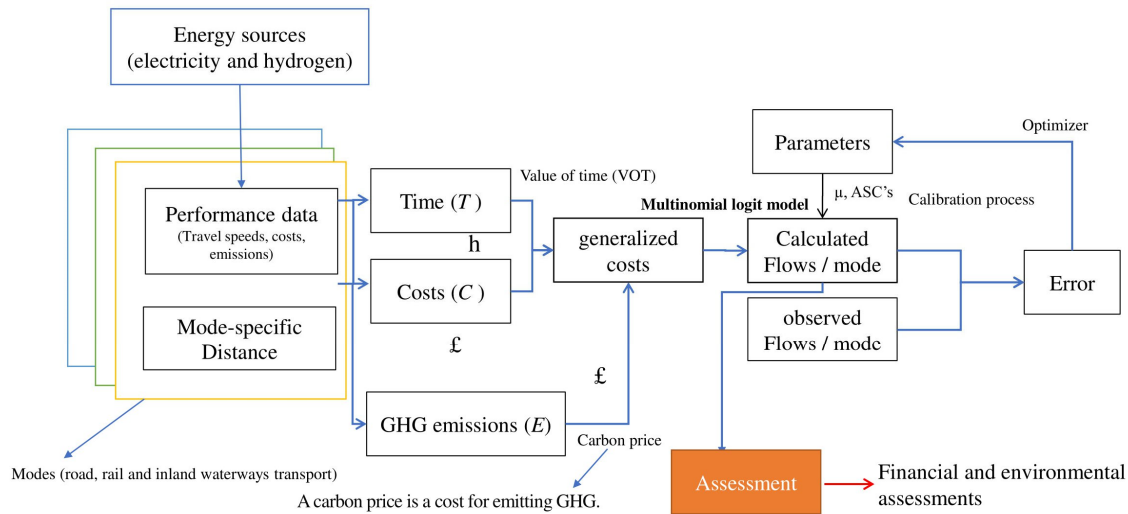 Energy sources
(electricity and hydrogen)
Performance data
(Travel speeds, costs,
emissions)
Mode-specific
Distance
Modes (road, rail and inland waterways transport)
Time (T )
h
Costs (C )
£
GHG emissions (E)
Value of time (VOT)
generalized
costs
£
Carbon price
A carbon price is a cost for emitting GHG.
Multinomial logit model
Parameters
µ, ASC's
Calculated
Flows / mode
observed
Flows / mode
Optimizer
Calibration process
Error
Assessment
Financial and environmental
assessments